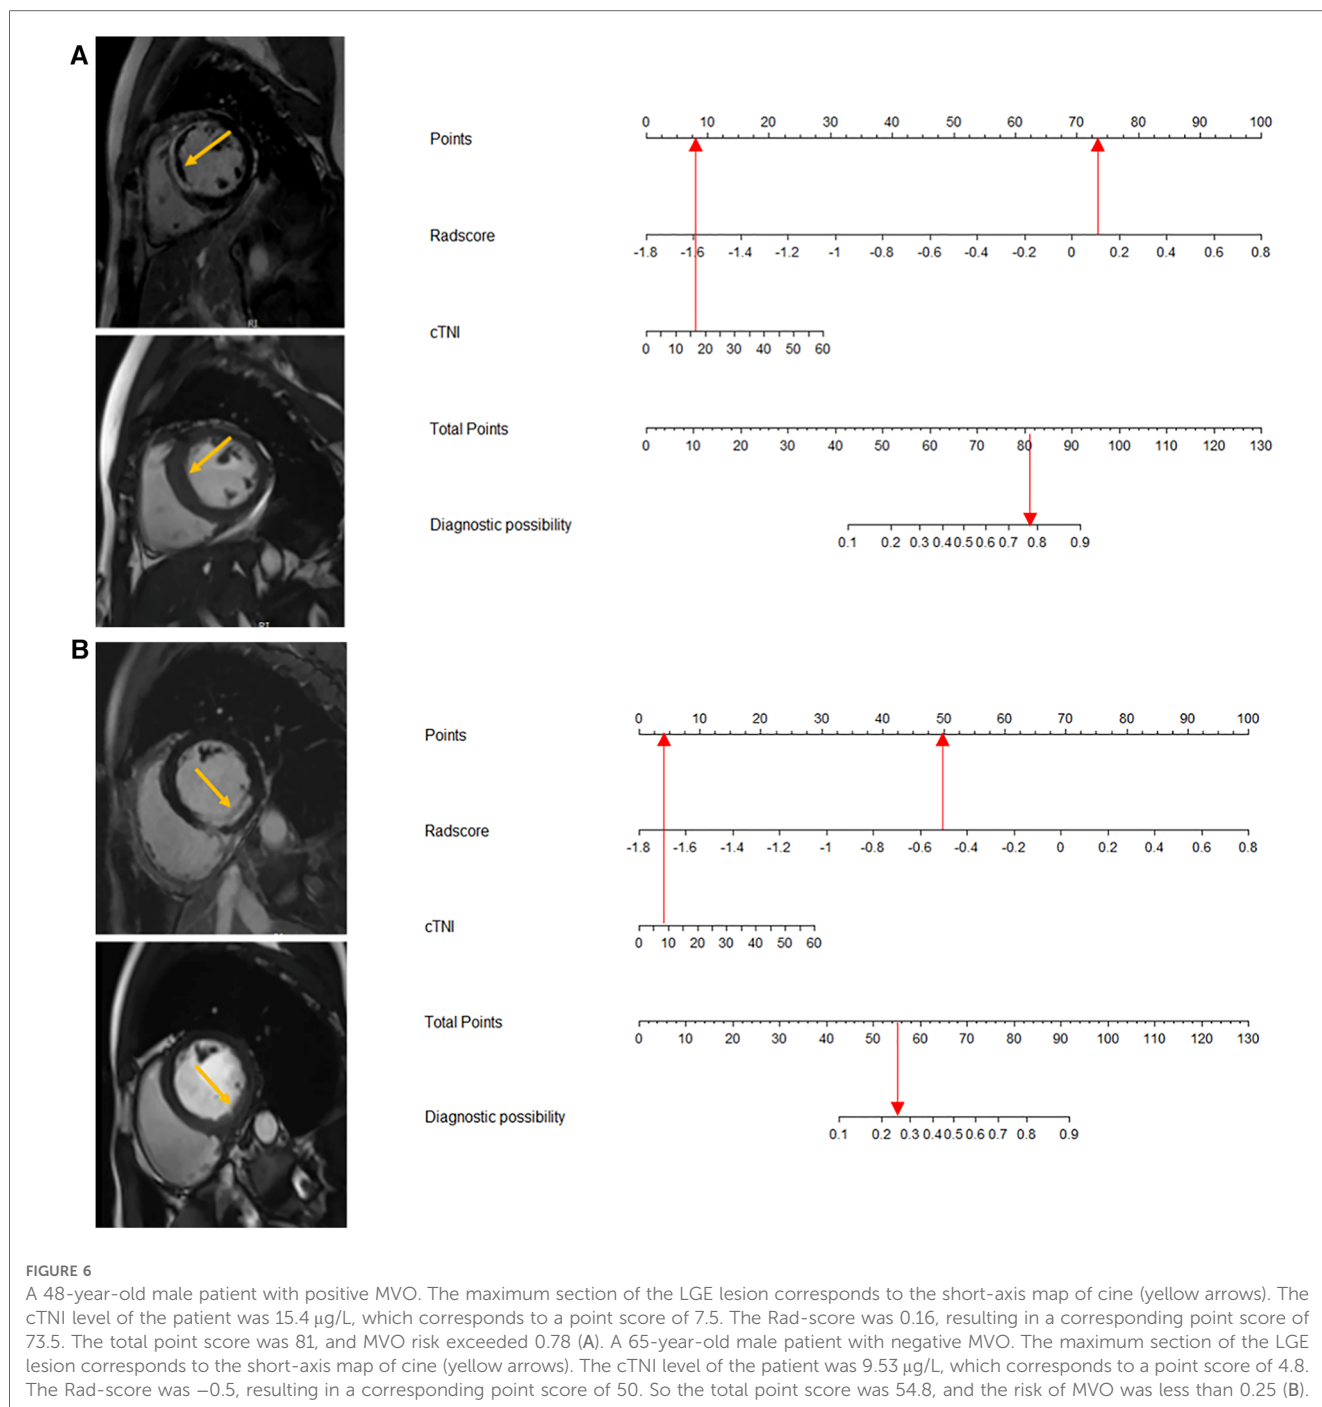 A
Points
0 10 20 30 40 50 60 70 80 90 100
Radscore
-1.8 -1.6 -1.4 -1.2 -1 -0.8 -0.6 -0.4 -0.2 0 0.2 0.4 0.6 0.8
cTNI
0 10 20 30 40 50 60
Total Points
0 10 20 30 40 50 60 70 80 90 100 110 120 130
Diagnostic possibility
0.1 0.2 0.3 0.4 0.5 0.6 0.7 0.8 0.9
B
Points
0 10 20 30 40 50 60 70 80 90 100
Radscore
-1.8 -1.6 -1.4 -1.2 -1 -0.8 -0.6 -0.4 -0.2 0 0.2 0.4 0.6 0.8
cTNI
0 10 20 30 40 50 60
Total Points
0 10 20 30 40 50 60 70 80 90 100 110 120 130
Diagnostic possibility
0.1 0.2 0.3 0.4 0.5 0.6 0.7 0.8 0.9
FIGURE 6
A 48-year-old male patient with positive MVO. The maximum section of the LGE lesion corresponds to the short-axis map of cine (yellow arrows). The
cTNI level of the patient was 15.4 μg/L, which corresponds to a point score of 7.5. The Rad-score was 0.16, resulting in a corresponding point score of
73.5. The total point score was 81, and MVO risk exceeded 0.78 (A). A 65-year-old male patient with negative MVO. The maximum section of the LGE
lesion corresponds to the short-axis map of cine (yellow arrows). The cTNI level of the patient was 9.53 μg/L, which corresponds to a point score of 4.8.
The Rad-score was −0.5, resulting in a corresponding point score of 50. So the total point score was 54.8, and the risk of MVO was less than 0.25 (B).